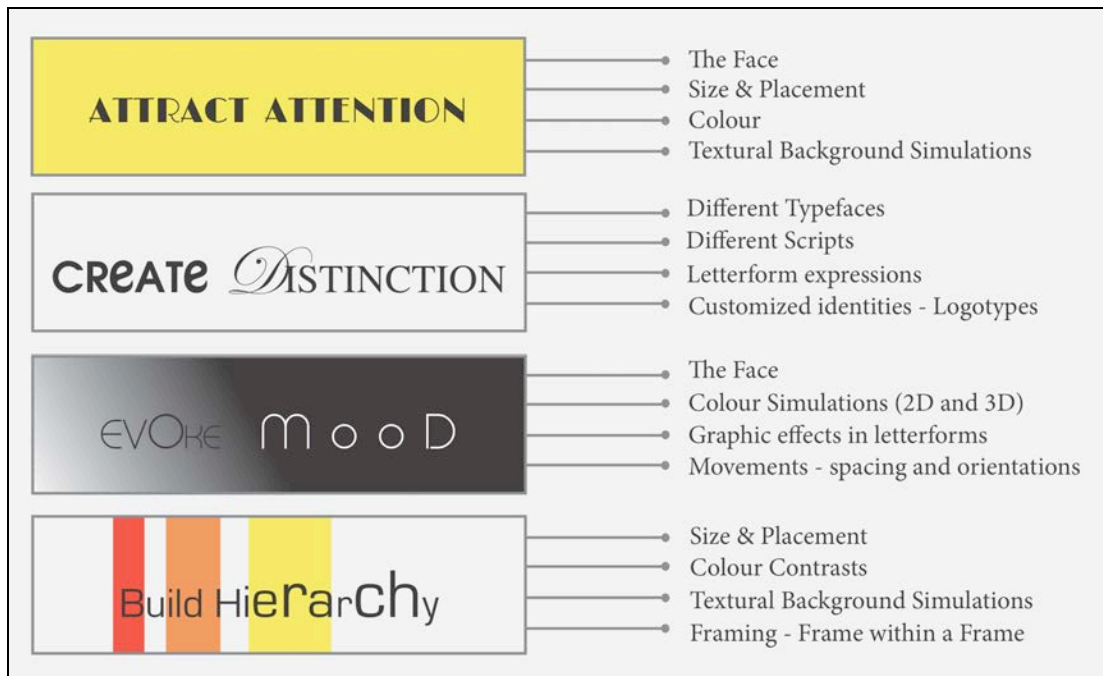 ATTRACT ATTENTION
The Face
Size & Placement
Colour
Textural Background Simulations
CReATe DISTINCTION
Different Typefaces
Different Scripts
Letterform expressions
Customized identities - Logotypes
EVOKE MooD
The Face
Colour Simulations (2D and 3D)
Graphic effects in letterforms
Movements - spacing and orientations
Build HierarCHy
Size & Placement
Colour Contrasts
Textural Background Simulations
Framing - Frame within a Frame